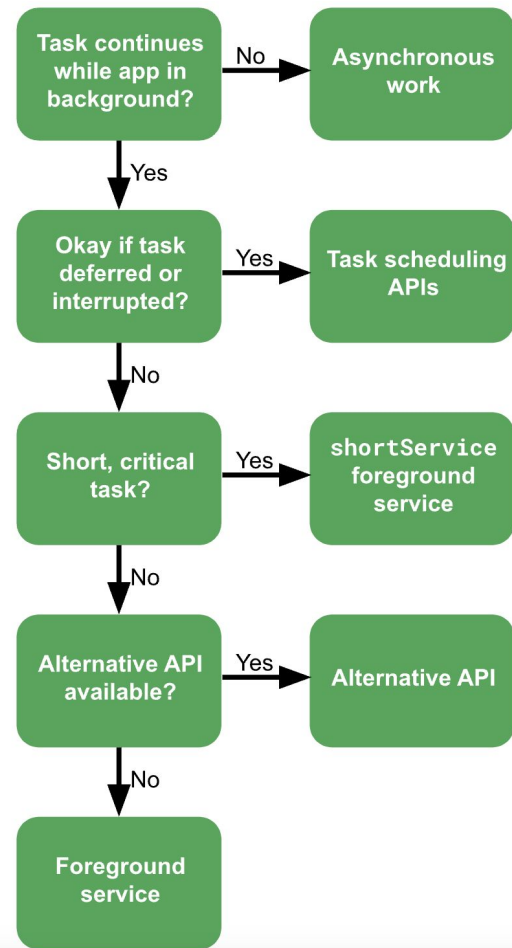 Task continues
while app in
background?
No
Asynchronous
work
Yes
Okay if task
deferred or
interrupted?
Yes
Task scheduling
APIs
No
Short, critical
task?
Yes
shortService
foreground
service
No
Alternative API
available?
Yes
Alternative API
No
Foreground
service